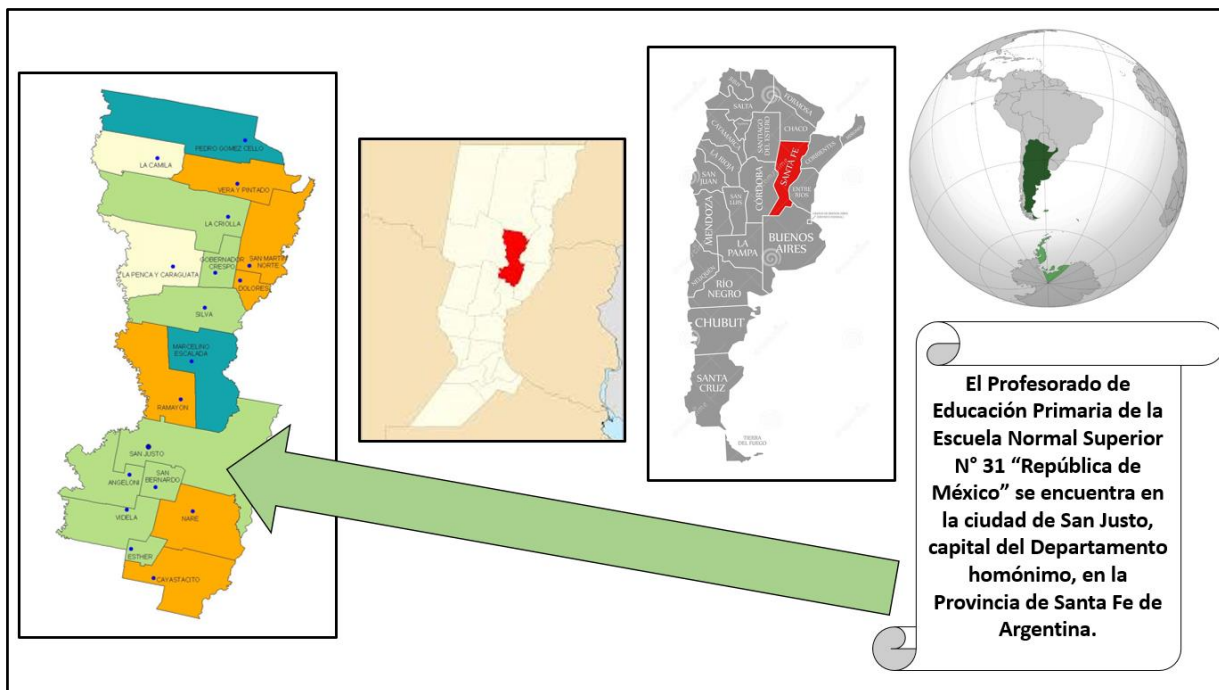 PEDRO GOMEZ CELLO
LA CAMILA
VERA Y PINTADO
LA CRIOLLA
GOBERNADOR
CRESPO
SAN MARTIN
NORTE
LA PENCA Y CARAGUATA
DOLORES
SILVA
MARCELINO
ESCALADA
RAMAYON
SAN JUSTO
SAN
BERNARDO
ANGELONI
VIDELA
NARE
ESTHER
CAYASTACITO
SALTA
FORMOSA
CHACO
CATAMARCA
SANTIAGO
DEL ESTERO
SANTA FE
CORRIENTES
LA RIOJA
SAN
JUAN
CÓRDOBA
ENTRE
RÍOS
SAN
LUIS
MENDOZA
BUENOS
AIRES
LA
PAMPA
NEUQUÉN
RÍO
NEGRO
CHUBUT
SANTA
CRUZ
TIERRA
DEL FUEGO
El Profesorado de
Educación Primaria de la
Escuela Normal Superior
N° 31 “República de
México” se encuentra en
la ciudad de San Justo,
capital del Departamento
homónimo, en la
Provincia de Santa Fe de
Argentina.